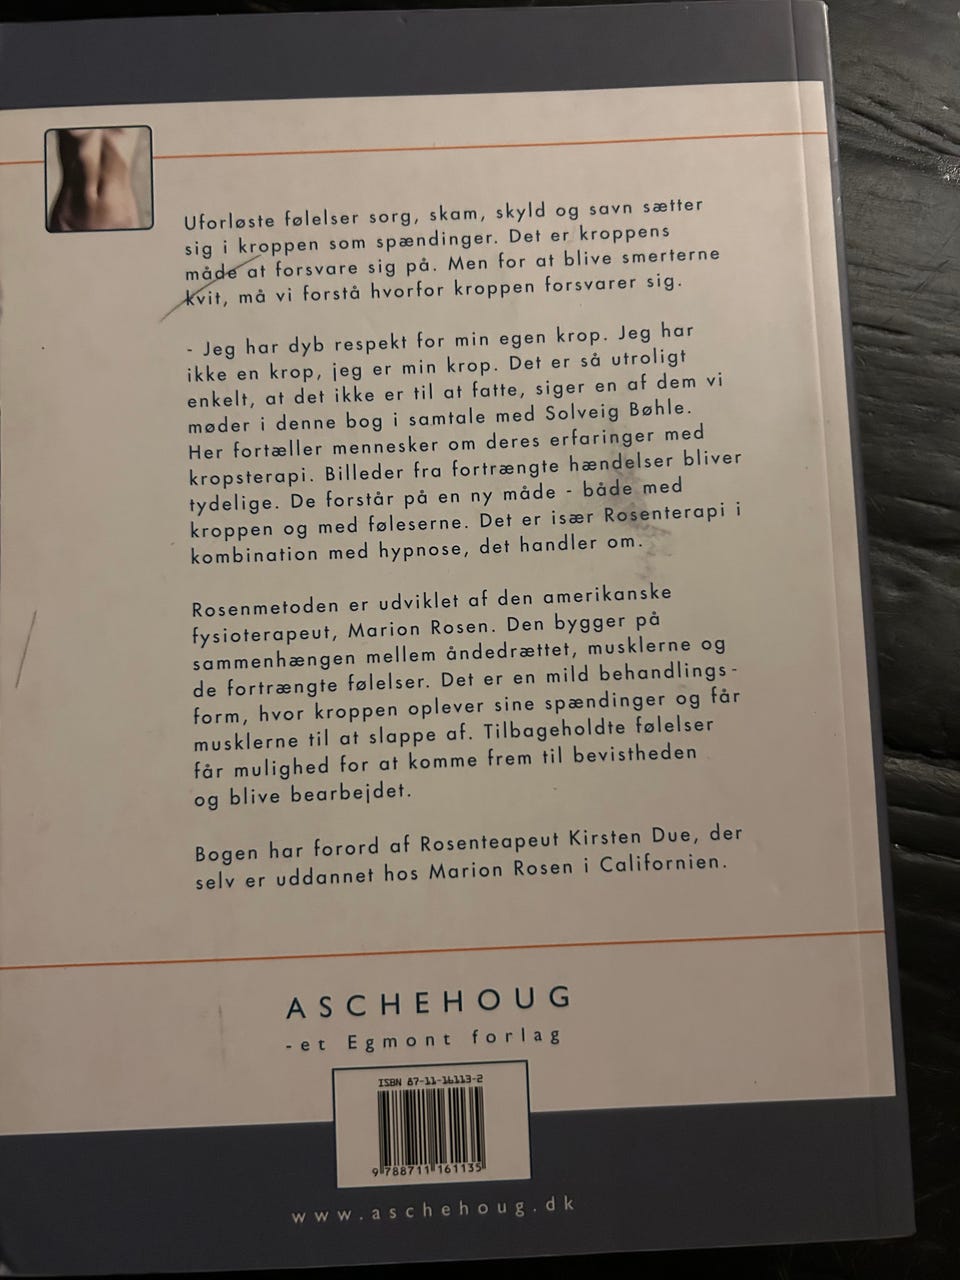 Uforløste følelser sorg, skam, skyld og savn sætter
sig i kroppen som spændinger. Det er kroppens
måde at forsvare sig på. Men for at blive smerterne
kvit, må vi forstå hvorfor kroppen forsvarer sig.
- Jeg har dyb respekt for min egen krop. Jeg har
ikke en krop, jeg er min krop. Det er så utroligt
enkelt, at det ikke er til at fatte, siger en af dem vi
møder i denne bog i samtale med Solveig Bøhle.
Her fortæller mennesker om deres erfaringer med
kropsterapi. Billeder fra fortrængte hændelser bliver
tydelige. De forstår på en ny måde - både med
kroppen og med føleserne. Det er især Rosenterapi i
kombination med hypnose, det handler om.
Rosenmetoden er udviklet af den amerikanske
fysioterapeut, Marion Rosen. Den bygger på
sammenhængen mellem åndedrættet, musklerne og
de fortrængte følelser. Det er en mild behandlings-
form, hvor kroppen oplever sine spændinger og får
musklerne til at slappe af. Tilbageholdte følelser
får mulighed for at komme frem til bevistheden
og blive bearbejdet.
Bogen har forord af Rosenteapeut Kirsten Due, der
selv er uddannet hos Marion Rosen i Californien.
ASCHEHOUG
-et Egmont forlag
ISBN 87-11-16113-2
9 788711 161135
www.aschehoug.dk